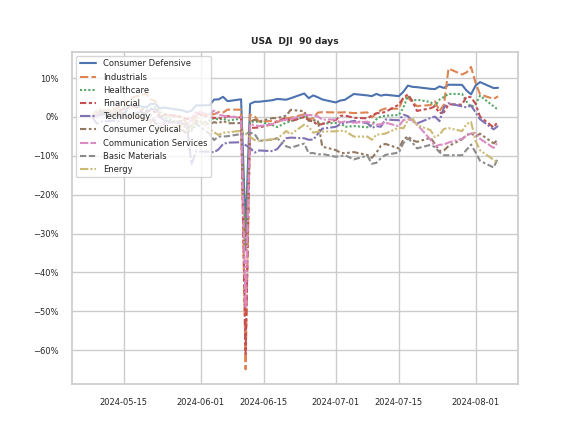 USA DJI 90 days
Consumer Defensive
Industrials
Healthcare
Financial
Technology
Consumer Cyclical
Communication Services
Basic Materials
Energy
10%
0%
−10%
−20%
−30%
−40%
−50%
−60%
2024-05-15
2024-06-01
2024-06-15
2024-07-01
2024-07-15
2024-08-01